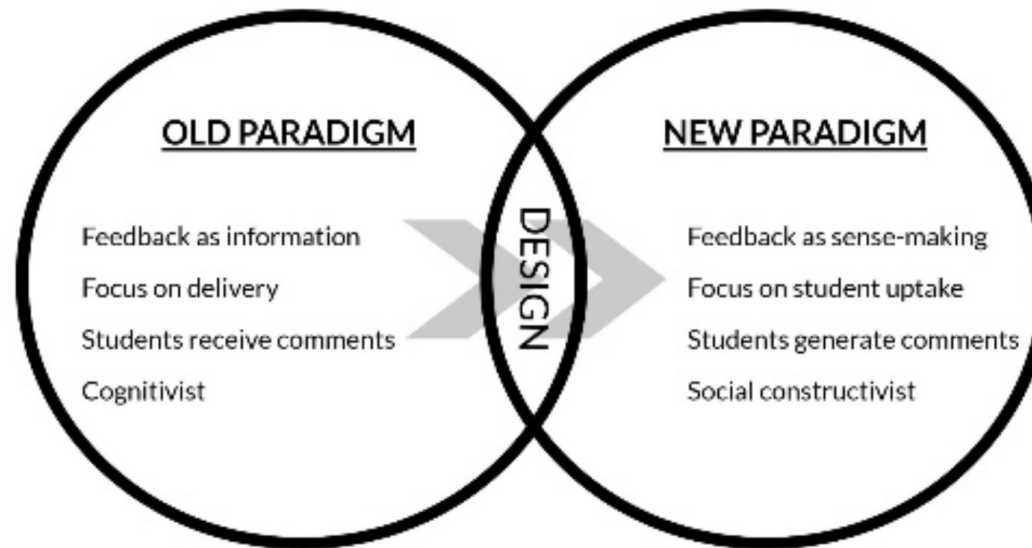 OLD PARADIGM
Feedback as information
Focus on delivery
Students receive comments
Cognitivist
DESIGN
NEW PARADIGM
Feedback as sense-making
Focus on student uptake
Students generate comments
Social constructivist